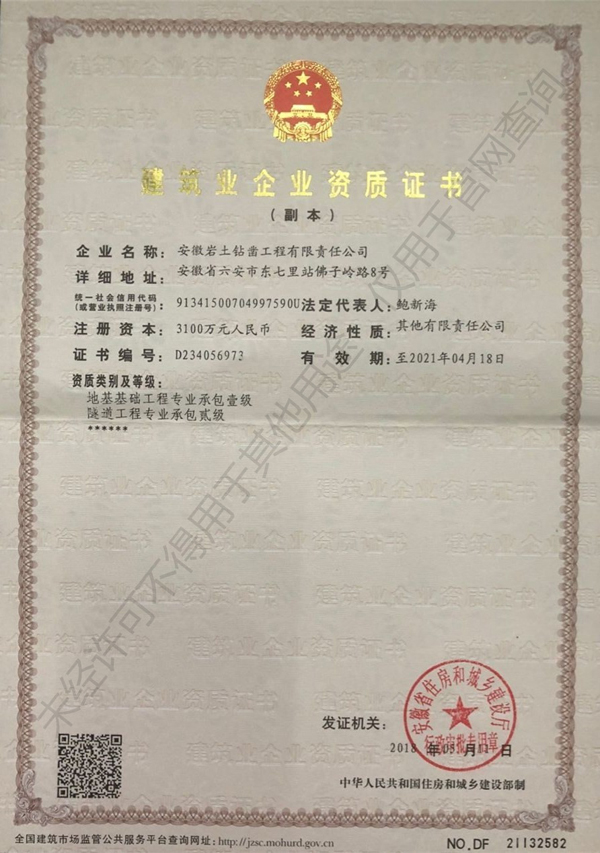 建筑业企业资质证书
（副本）
企业名称：安徽岩土钻凿工程有限责任公司
详细地址：安徽省六安市东七里站佛子岭路8号
统一社会信用代码
（或营业执照注册号）：91341500704997590U 法定代表人：鲍新海
注册资本：3100万元人民币 经济性质：其他有限责任公司
证书编号：D234056973 有效期：至2021年04月18日
资质类别及等级：
地基基础工程专业承包壹级
隧道工程专业承包贰级
******
未经许可不得用于其他用途 仅用于官网查询
安徽省住房和城乡建设厅
行政审批专用章
发证机关：
2018年05月11日
中华人民共和国住房和城乡建设部制
全国建筑市场监管公共服务平台查询网址：http://jzsc.mohurd.gov.cn
NO.DF 21132582